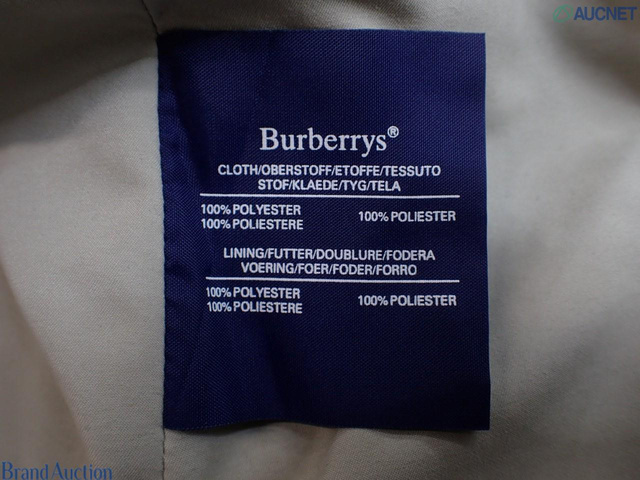 AUCNET
Burberrys®
CLOTH/OBERSTOFF/ETOFFE/TESSUTO
STOF/KLAEDE/TYG/TELA
100% POLYESTER 100% POLIESTER
100% POLIESTERE
LINING/FUTTER/DOUBLURE/FODERA
VOERING/FOER/FODER/FORRO
100% POLYESTER 100% POLIESTER
100% POLIESTERE
Brand Auction